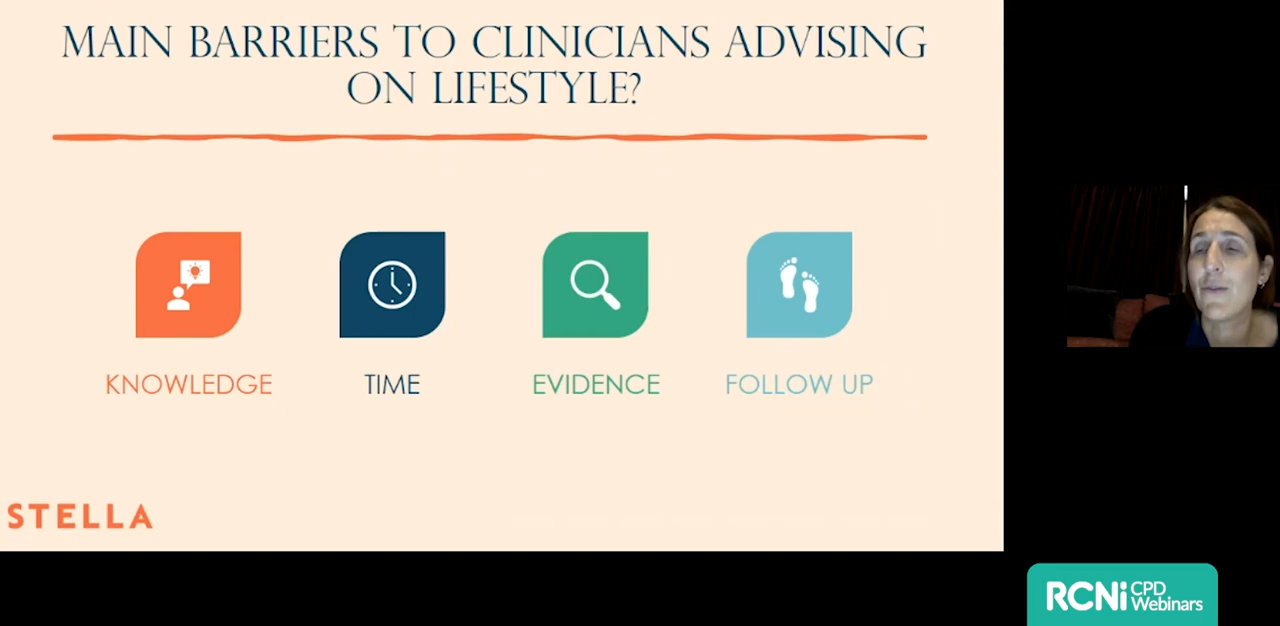 MAIN BARRIERS TO CLINICIANS ADVISING
ON LIFESTYLE?
KNOWLEDGE
TIME
EVIDENCE
FOLLOW UP
STELLA
RCNi CPD
Webinars